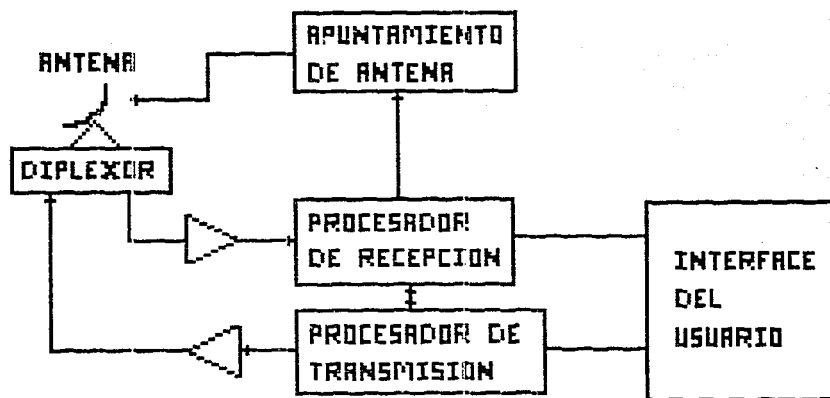 ANTENA
APUNTAMIENTO
DE ANTENA
DIPLEXOR
PROCESADOR
DE RECEPCION
INTERFACE
DEL
USUARIO
PROCESADOR DE
TRANSMISION